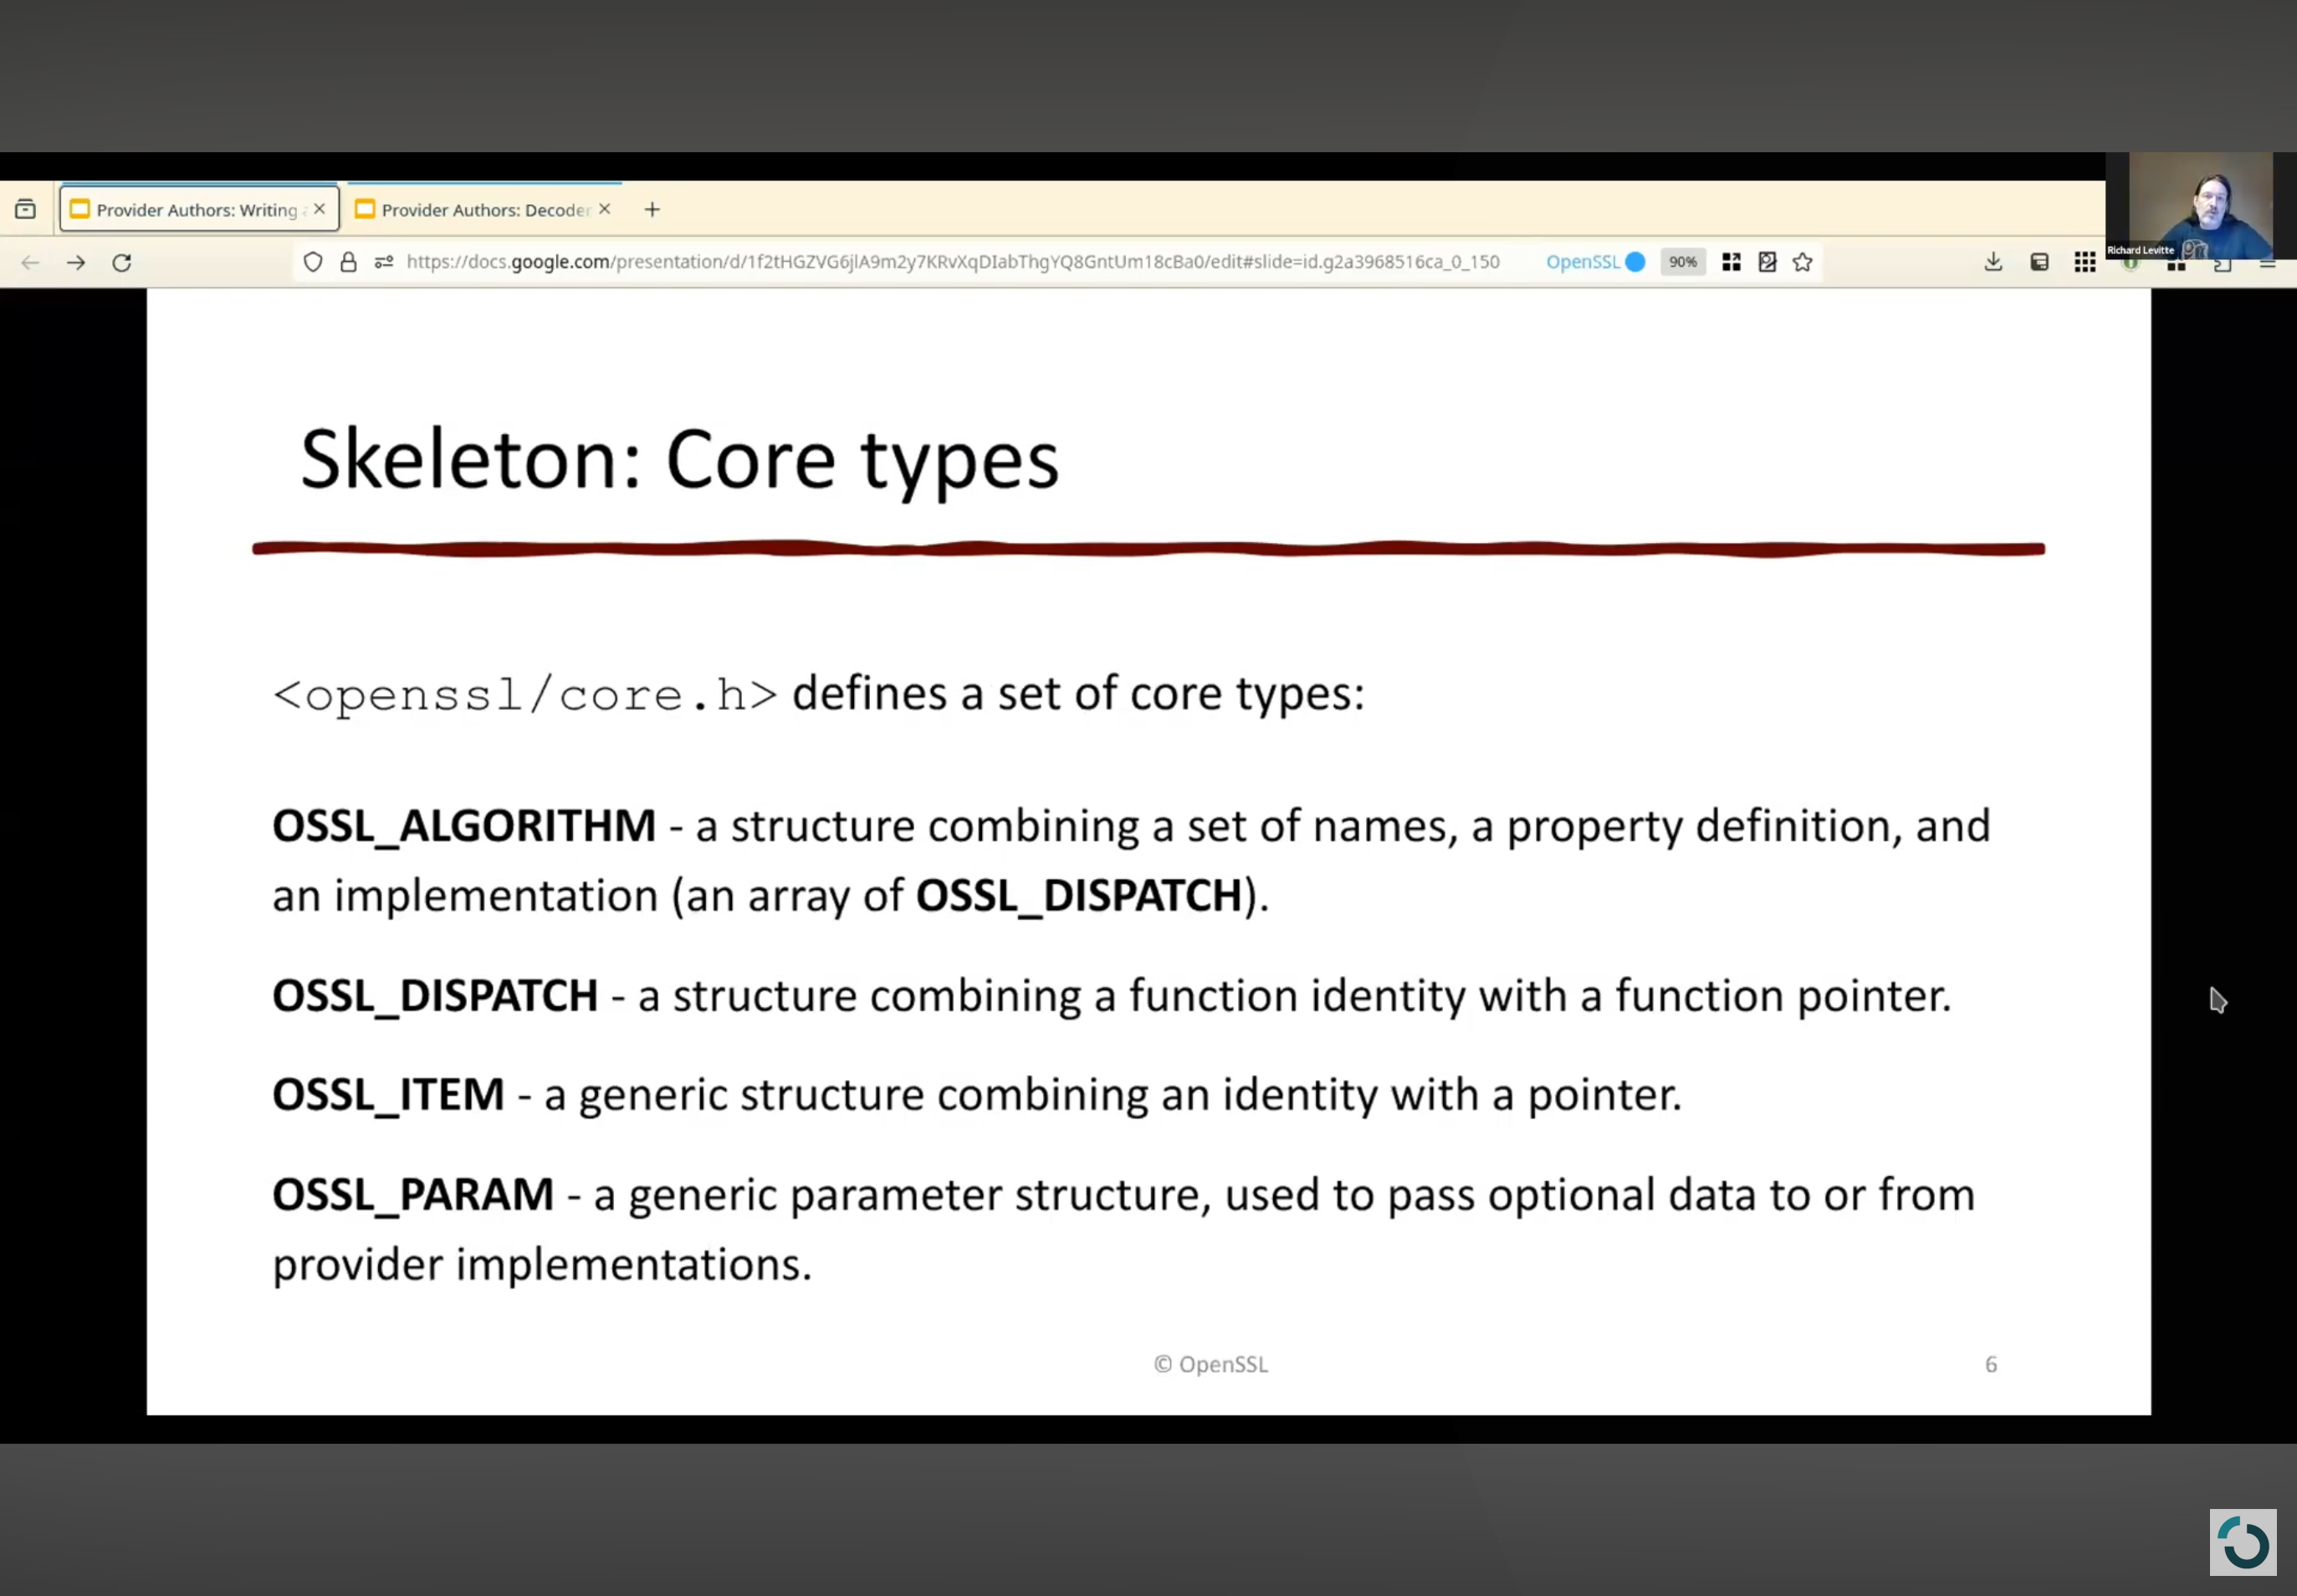 Provider Authors: Writing
Provider Authors: Decoder
https://docs.google.com/presentation/d/1f2tHGZVG6jlA9m2y7KRvXqDIabThgYQ8GntUm18cBa0/edit#slide=id.g2a3968516ca_0_150
OpenSSL
90%
Richard Levitte
Skeleton: Core types
<openssl/core.h> defines a set of core types:
OSSL_ALGORITHM - a structure combining a set of names, a property definition, and
an implementation (an array of OSSL_DISPATCH).
OSSL_DISPATCH - a structure combining a function identity with a function pointer.
OSSL_ITEM - a generic structure combining an identity with a pointer.
OSSL_PARAM - a generic parameter structure, used to pass optional data to or from
provider implementations.
© OpenSSL
6